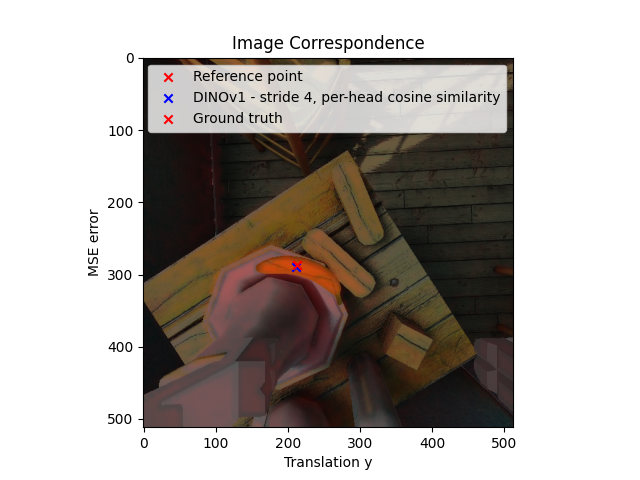 Image Correspondence
Reference point
DINOv1 - stride 4, per-head cosine similarity
Ground truth
MSE error
0
100
200
300
400
500
0 100 200 300 400 500
Translation y